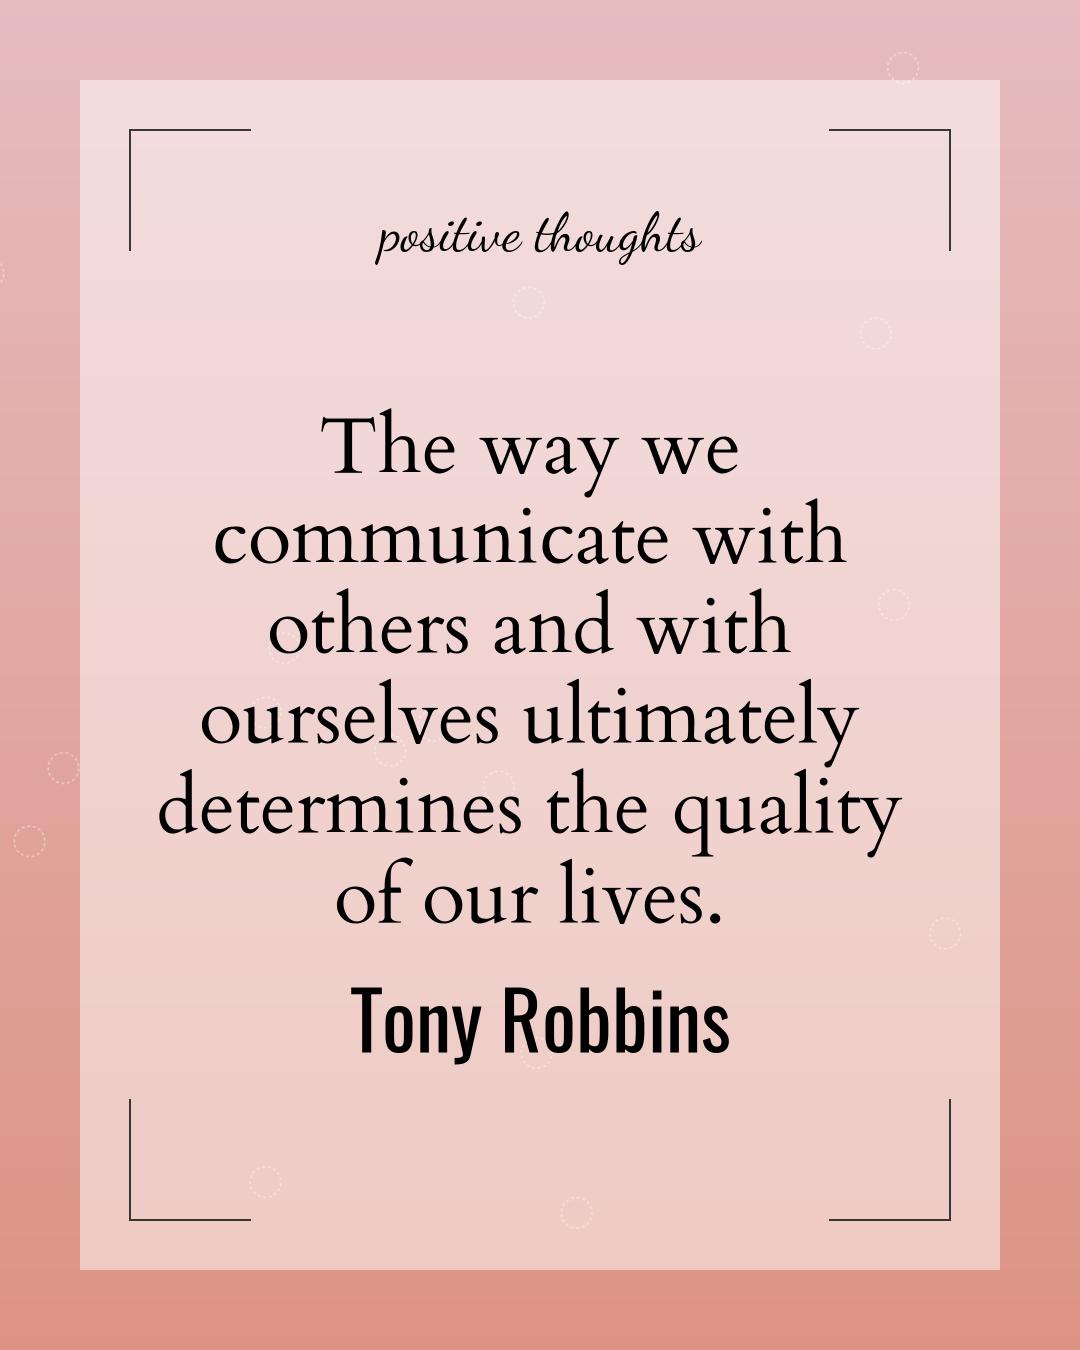 positive thoughts
The way we
communicate with
others and with
ourselves ultimately
determines the quality
of our lives.
Tony Robbins